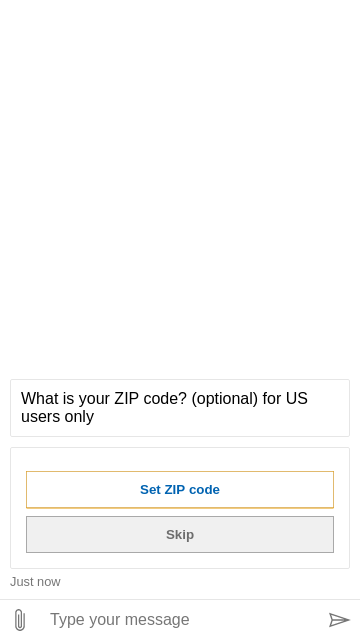 What is your ZIP code? (optional) for US
users only
Set ZIP code
Skip
Just now
Type your message